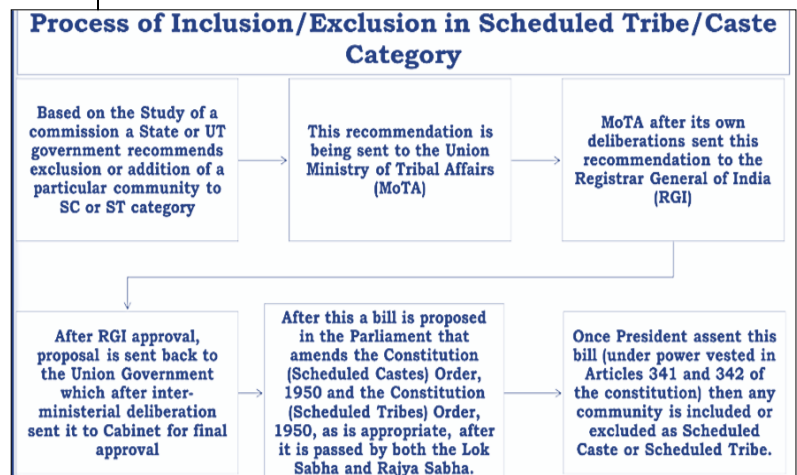 Process of Inclusion/Exclusion in Scheduled Tribe/Caste
Category
Based on the Study of a
commission a State or UT
government recommends
exclusion or addition of a
particular community to
SC or ST category
This recommendation is
being sent to the Union
Ministry of Tribal Affairs
(MoTA)
MoTA after its own
deliberations sent this
recommendation to the
Registrar General of India
(RGI)
After RGI approval,
proposal is sent back to
the Union Government
which after inter-
ministerial deliberation
sent it to Cabinet for final
approval
After this a bill is proposed
in the Parliament that
amends the Constitution
(Scheduled Castes) Order,
1950 and the Constitution
(Scheduled Tribes) Order,
1950, as is appropriate, after
it is passed by both the Lok
Sabha and Rajya Sabha.
Once President assent this
bill (under power vested in
Articles 341 and 342 of
the constitution) then any
community is included or
excluded as Scheduled
Caste or Scheduled Tribe.